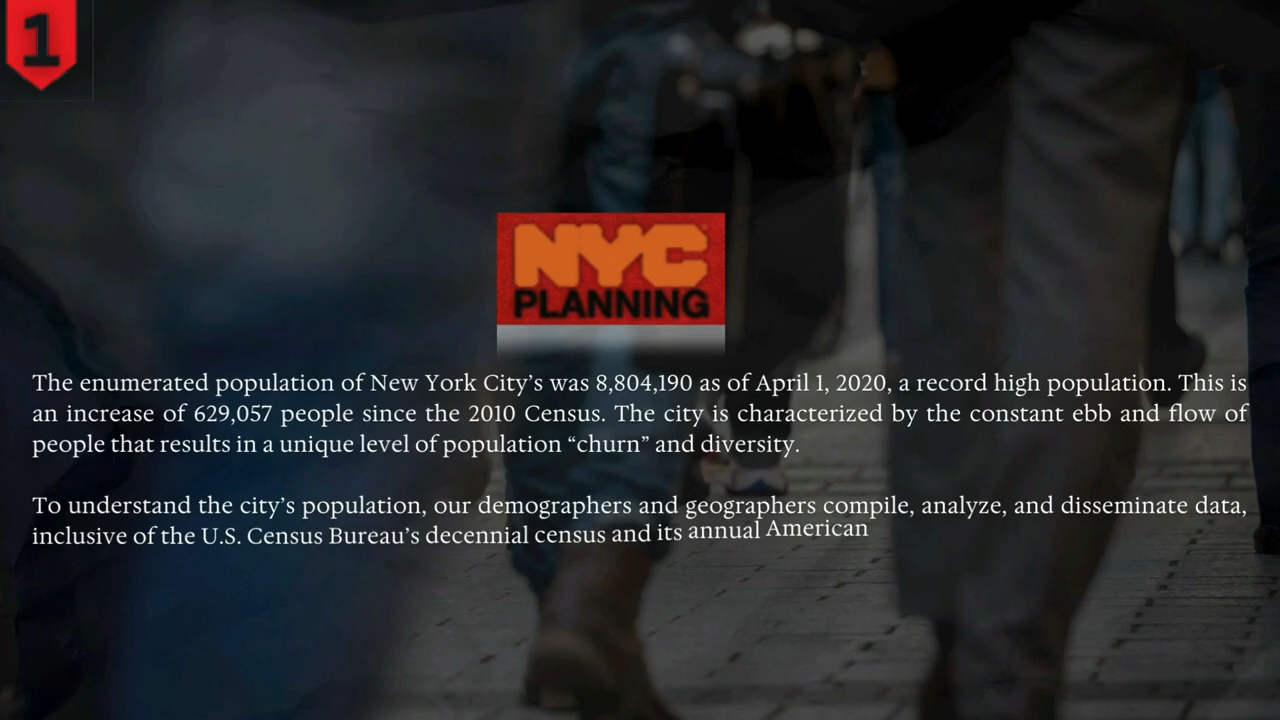 1
NYC
PLANNING
The enumerated population of New York City’s was 8,804,190 as of April 1, 2020, a record high population. This is
an increase of 629,057 people since the 2010 Census. The city is characterized by the constant ebb and flow of
people that results in a unique level of population “churn” and diversity.
To understand the city’s population, our demographers and geographers compile, analyze, and disseminate data,
inclusive of the U.S. Census Bureau’s decennial census and its annual American